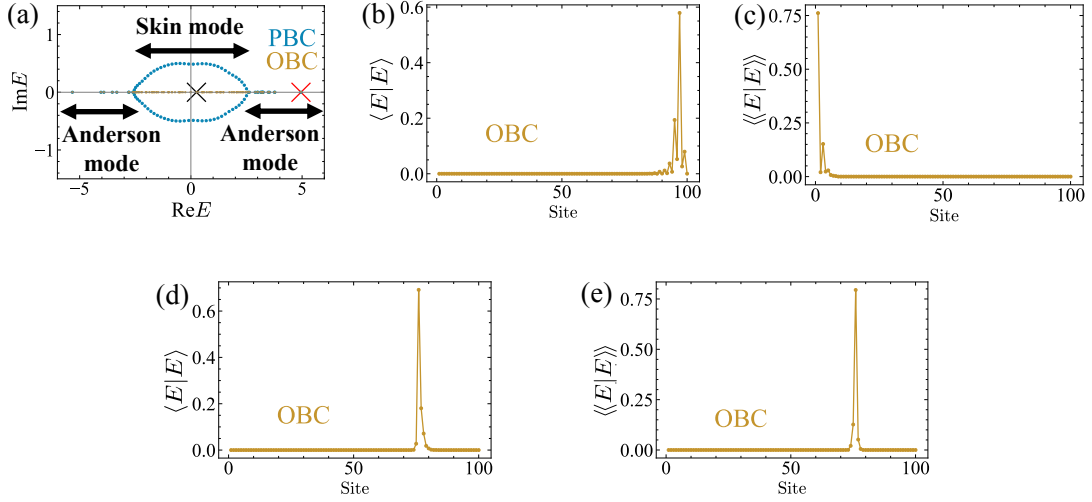 (a)
Skin mode
PBC
OBC
Anderson
mode
Anderson
mode
ImE
1
0
−1
−5
0
5
ReE
(b)
⟨E|E⟩
0.6
0.4
0.2
0.0
OBC
50
100
Site
(c)
⟪E|E⟫
0.75
0.50
0.25
0.00
OBC
50
100
Site
(d)
⟨E|E⟩
0.6
0.4
0.2
0.0
OBC
0
50
100
Site
(e)
⟪E|E⟫
0.75
0.50
0.25
0.00
OBC
0
50
100
Site